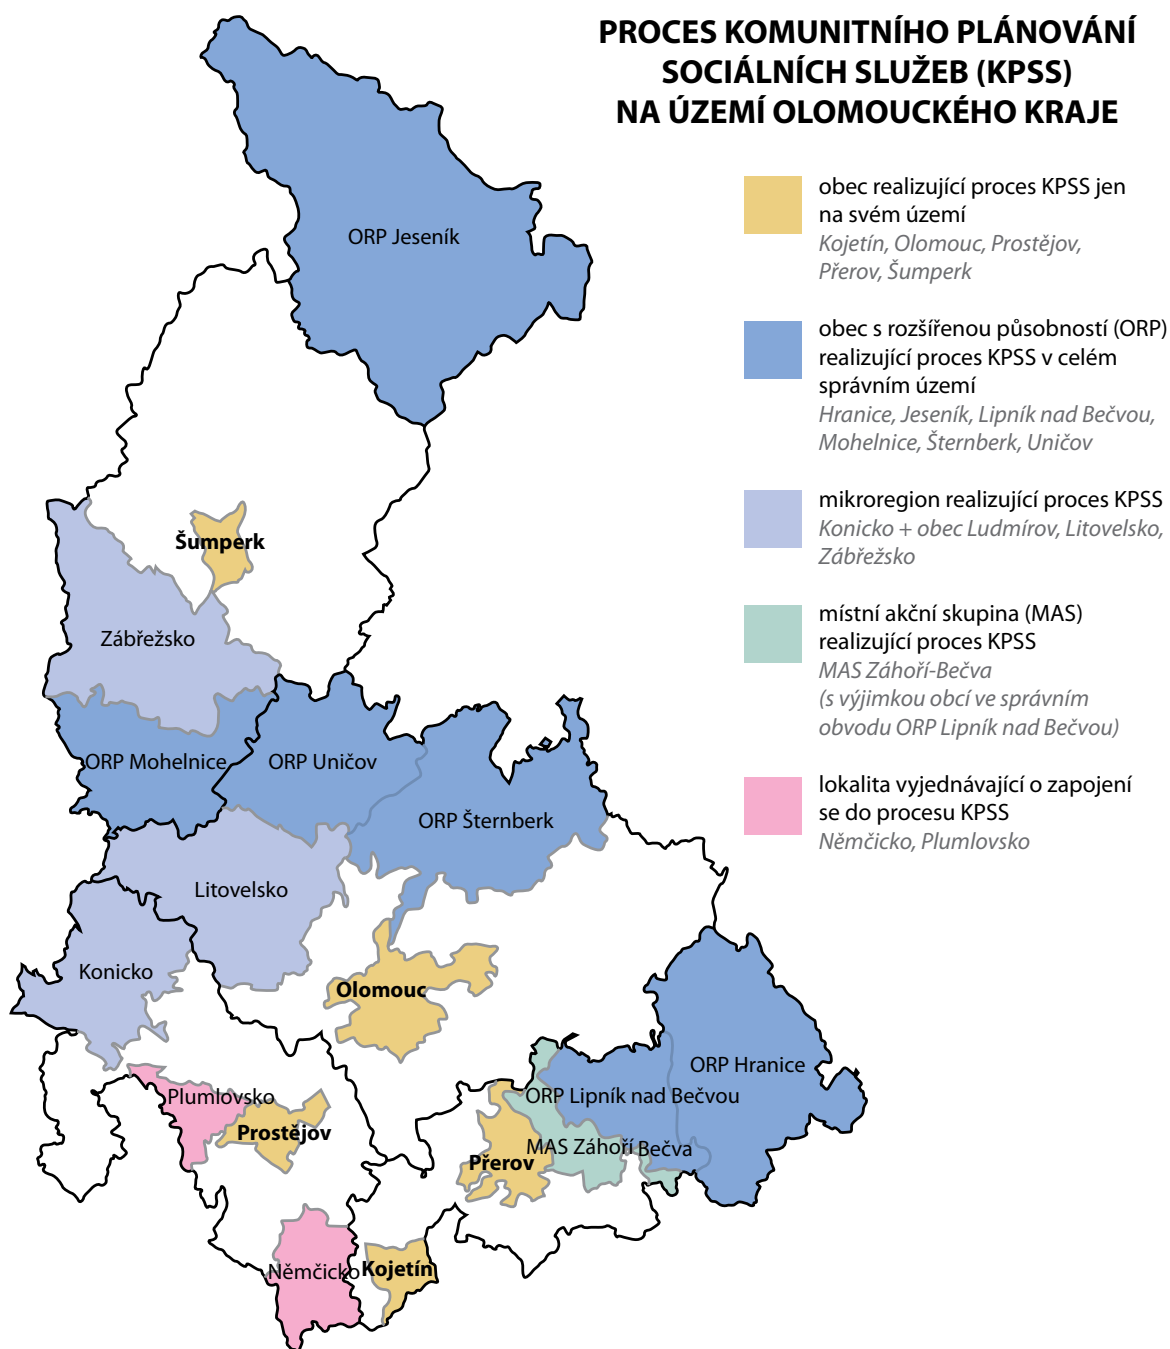 PROCES KOMUNITNÍHO PLÁNOVÁNÍ
SOCIÁLNÍCH SLUŽEB (KPSS)
NA ÚZEMÍ OLOMOUCKÉHO KRAJE
obec realizující proces KPSS jen
na svém území
Kojetín, Olomouc, Prostějov,
Přerov, Šumperk
obec s rozšířenou působností (ORP)
realizující proces KPSS v celém
správním území
Hranice, Jeseník, Lipník nad Bečvou,
Mohelnice, Šternberk, Uničov
mikroregion realizující proces KPSS
Konicko + obec Ludmírov, Litovelsko,
Zábřežsko
místní akční skupina (MAS)
realizující proces KPSS
MAS Záhoří-Bečva
(s výjimkou obcí ve správním
obvodu ORP Lipník nad Bečvou)
lokalita vyjednávající o zapojení
se do procesu KPSS
Němčicko, Plumlovsko
ORP Jeseník
Šumperk
Zábřežsko
ORP Mohelnice
ORP Uničov
ORP Šternberk
Litovelsko
Konicko
Olomouc
ORP Hranice
ORP Lipník nad Bečvou
Plumlovsko
Prostějov
MAS Záhoří Bečva
Přerov
Němčicko
Kojetín